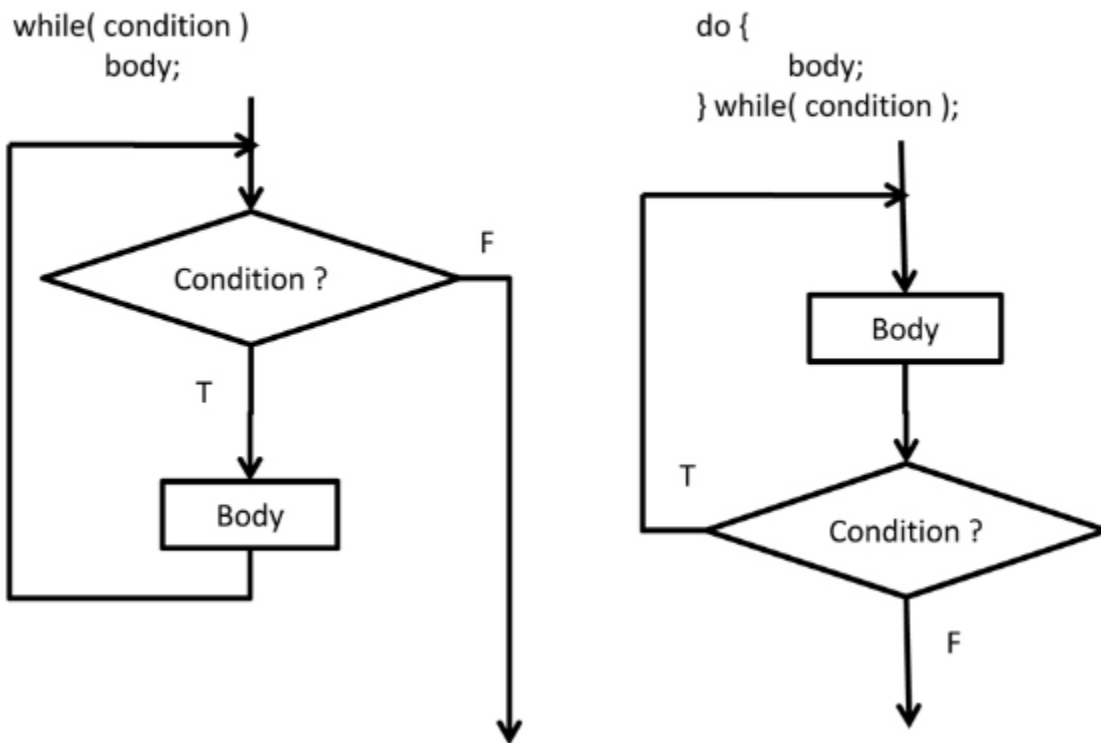 while( condition )
body;
F
Condition ?
T
Body
do {
body;
} while( condition );
Body
T
Condition ?
F